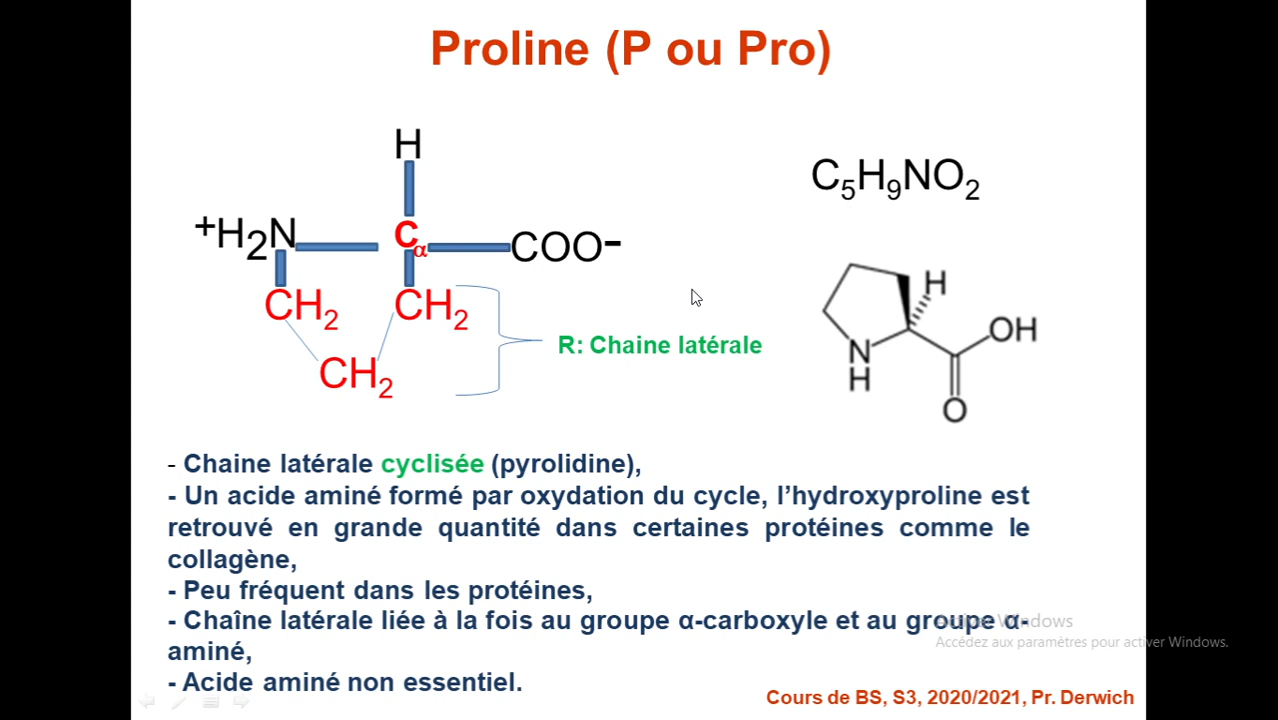 Proline (P ou Pro)
H
C5H9NO2
+H2N Cα COO-
H
CH2 CH2
OH
R: Chaine latérale
N
H
CH2
O
- Chaine latérale cyclisée (pyrolidine),
- Un acide aminé formé par oxydation du cycle, l’hydroxyproline est
retrouvé en grande quantité dans certaines protéines comme le
collagène,
- Peu fréquent dans les protéines,
- Chaîne latérale liée à la fois au groupe α-carboxyle et au groupe α-
aminé,
- Acide aminé non essentiel.
Activer Windows
Accédez aux paramètres pour activer Windows.
Cours de BS, S3, 2020/2021, Pr. Derwich